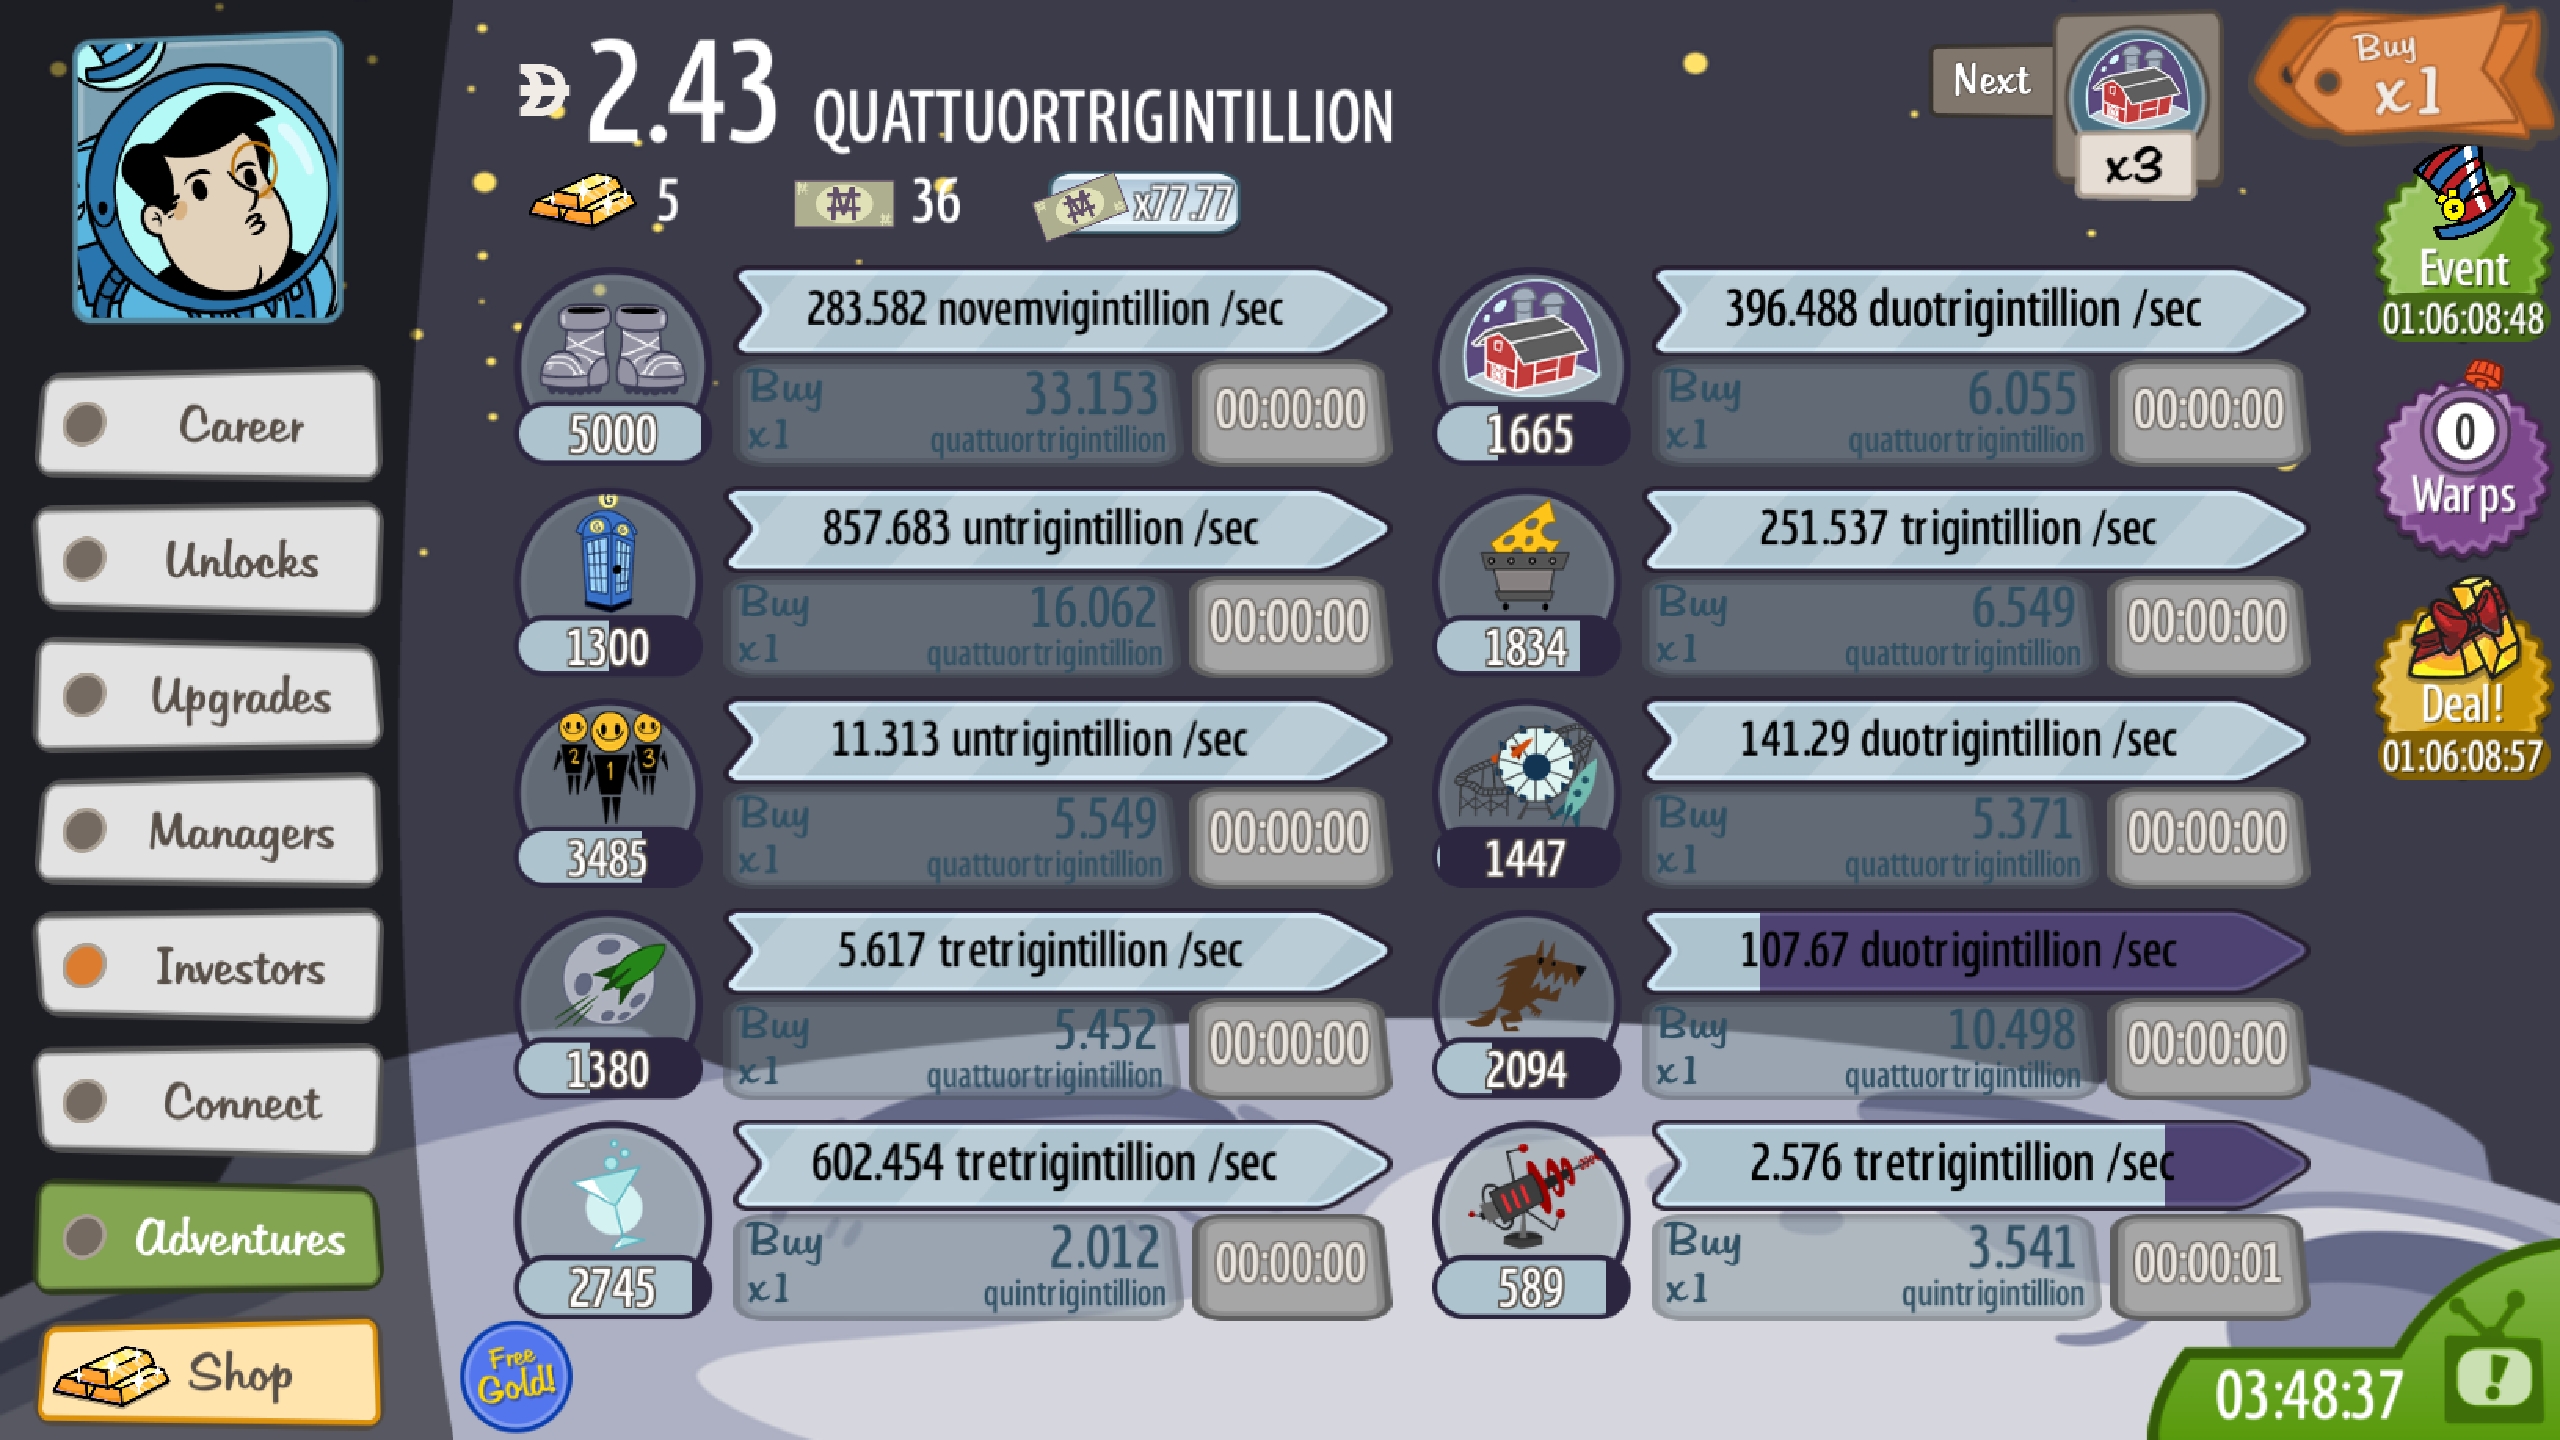 2.43 QUATTUORTRIGINTILLION
Next
x3
Buy
x1
5
36
x77.77
Event
01:06:08:48
0
Warps
Deal!
01:06:08:57
Career
Unlocks
Upgrades
Managers
Investors
Connect
Adventures
Shop
283.582 novemvigintillion /sec
5000
Buy
x1
33.153
quattuortrigintillion
00:00:00
396.488 duotrigintillion /sec
1665
Buy
x1
6.055
quattuortrigintillion
00:00:00
G
857.683 untrigintillion /sec
1300
Buy
x1
16.062
quattuortrigintillion
00:00:00
251.537 trigintillion /sec
1834
Buy
x1
6.549
quattuortrigintillion
00:00:00
2 1 3
11.313 untrigintillion /sec
3485
Buy
x1
5.549
quattuortrigintillion
00:00:00
141.29 duotrigintillion /sec
1447
Buy
x1
5.371
quattuortrigintillion
00:00:00
5.617 tretrigintillion /sec
1380
Buy
x1
5.452
quattuortrigintillion
00:00:00
107.67 duotrigintillion /sec
2094
Buy
x1
10.498
quattuortrigintillion
00:00:00
602.454 tretrigintillion /sec
2745
Buy
x1
2.012
quintrigintillion
00:00:00
2.576 tretrigintillion /sec
589
Buy
x1
3.541
quintrigintillion
00:00:01
Free
Gold!
03:48:37
!